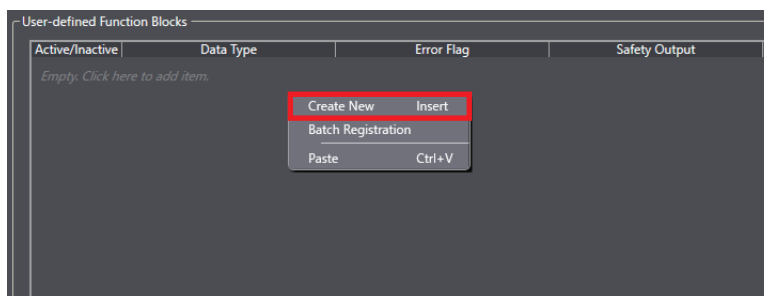 User-defined Function Blocks
Active/Inactive Data Type Error Flag Safety Output
Empty. Click here to add item.
Create New Insert
Batch Registration
Paste Ctrl+V